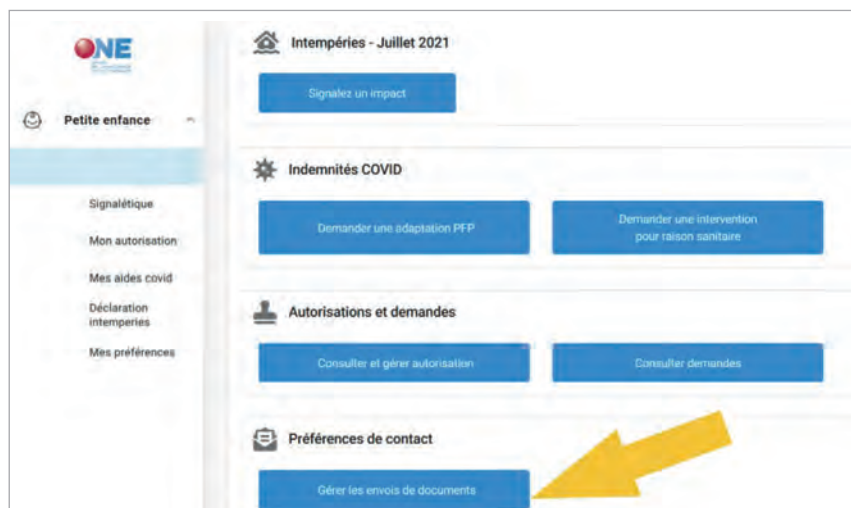 ONE
Petite enfance
Signalétique
Mon autorisation
Mes aides covid
Déclaration
intemperies
Mes préférences
Intempéries - Juillet 2021
Signalez un impact
Indemnités COVID
Demander une adaptation PFP
Demander une intervention
pour raison sanitaire
Autorisations et demandes
Consulter et gérer autorisation
Consulter demandes
Préférences de contact
Gérer les envois de documents